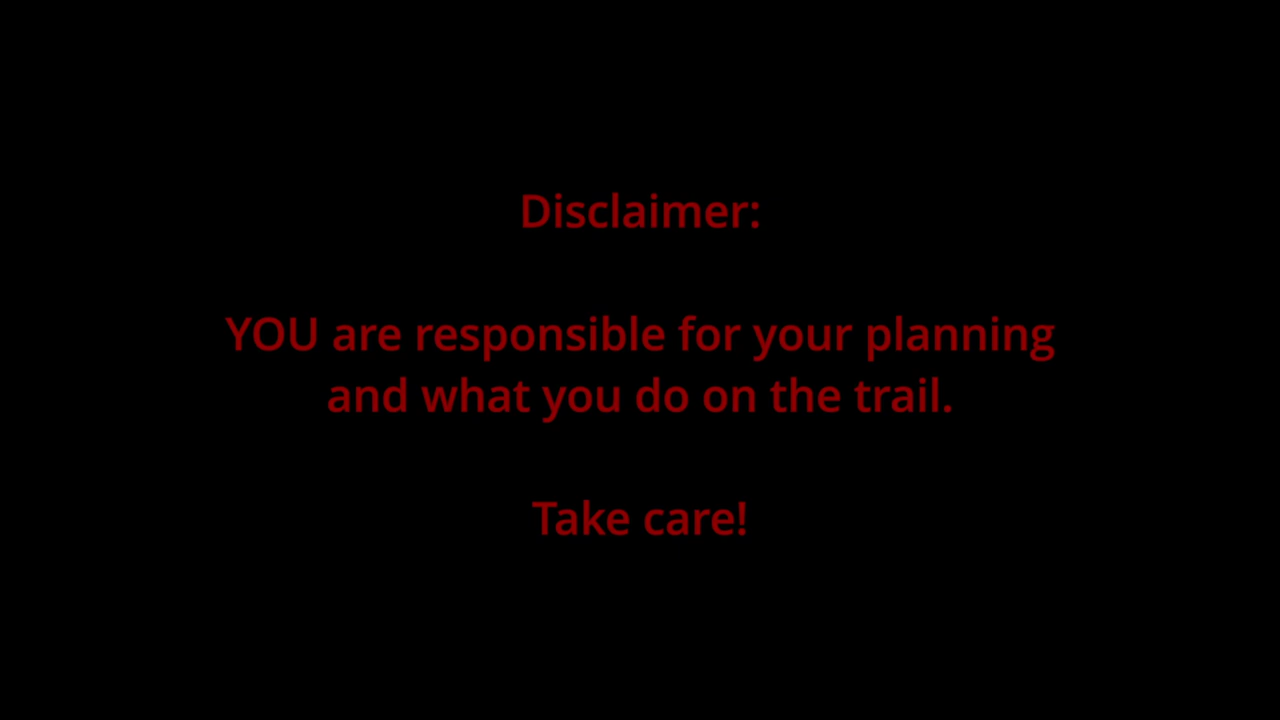 Disclaimer:
YOU are responsible for your planning
and what you do on the trail.
Take care!